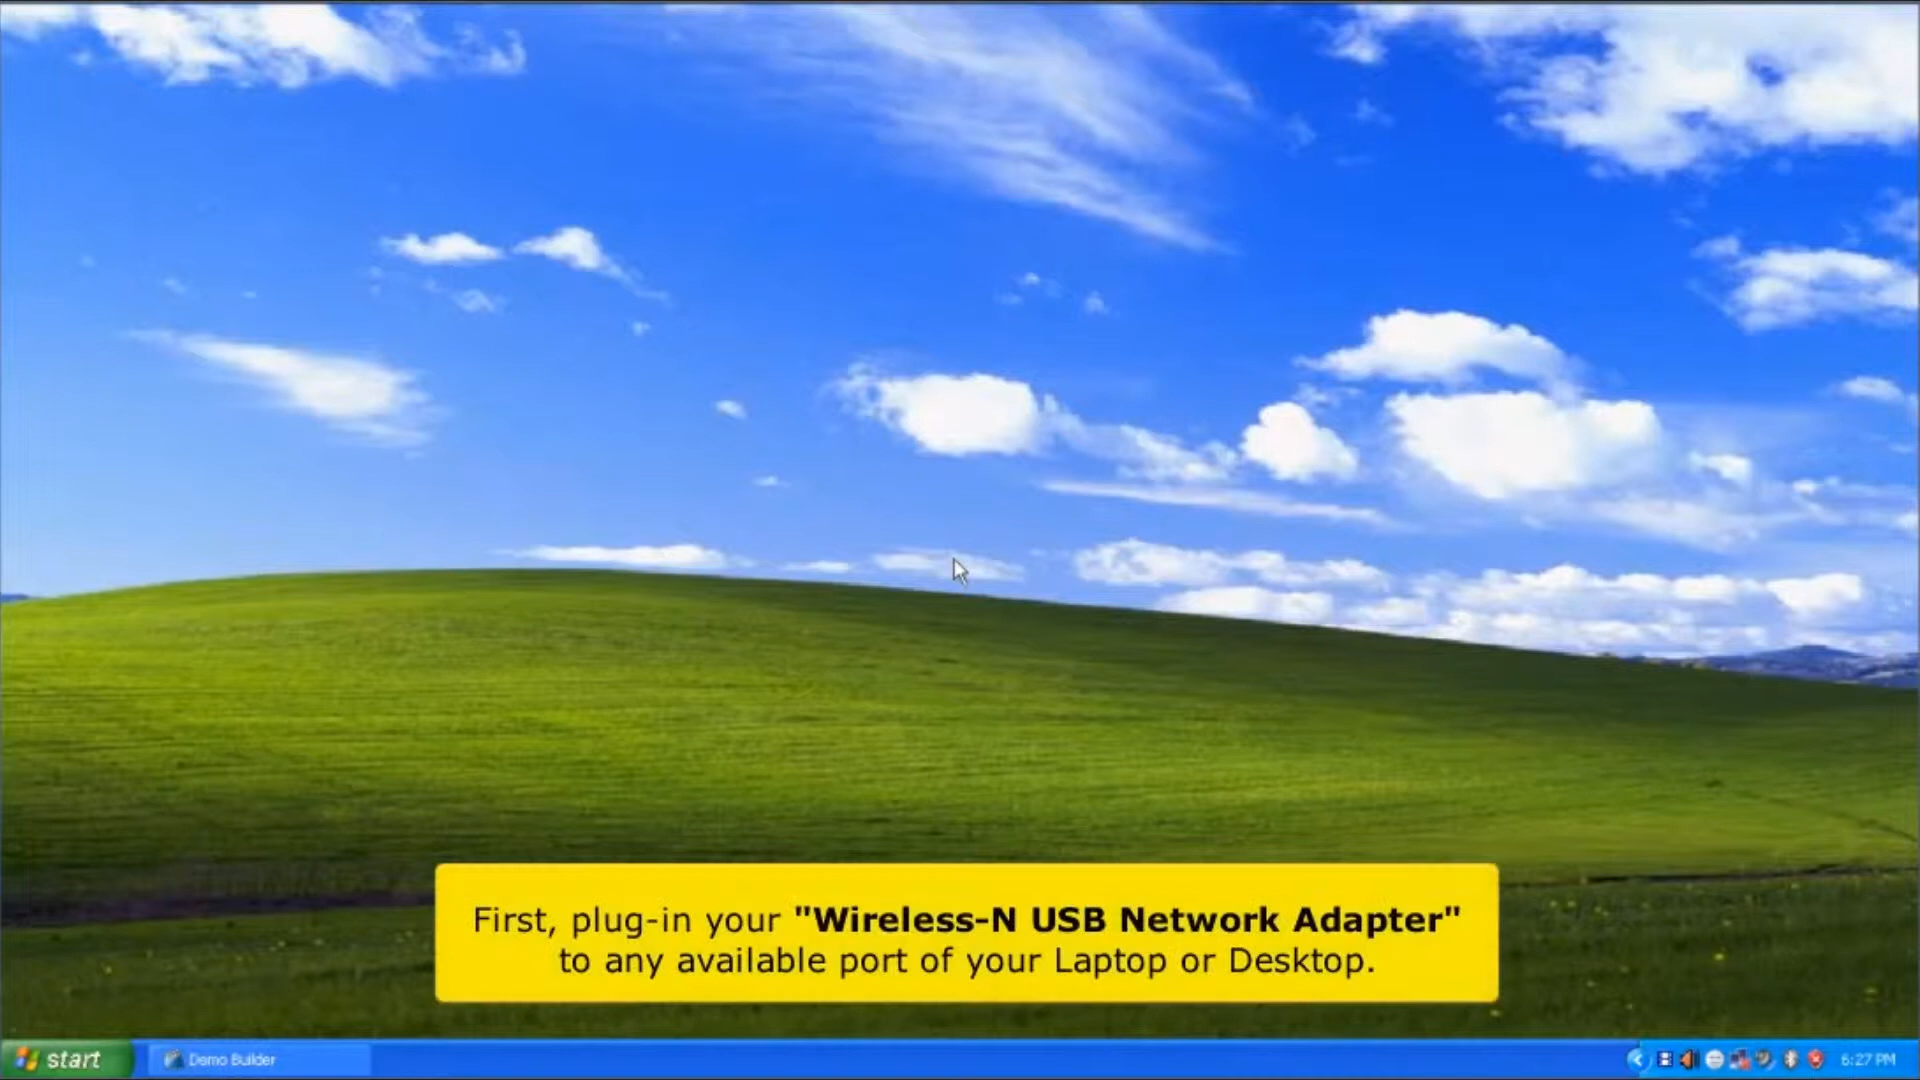 First, plug-in your "Wireless-N USB Network Adapter"
to any available port of your Laptop or Desktop.
start
Demo Builder
6:27 PM